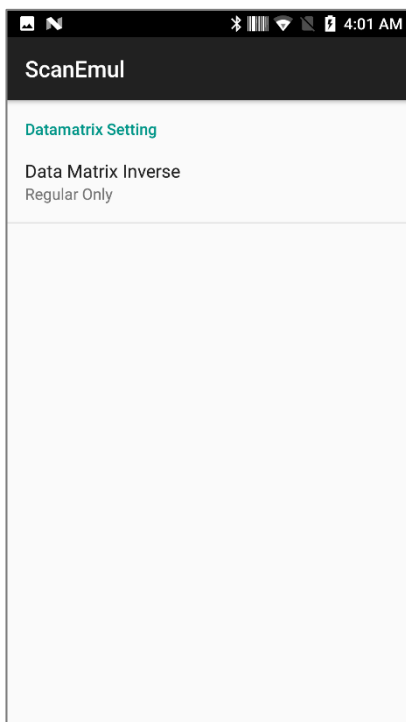 4:01 AM
ScanEmul
Datamatrix Setting
Data Matrix Inverse
Regular Only